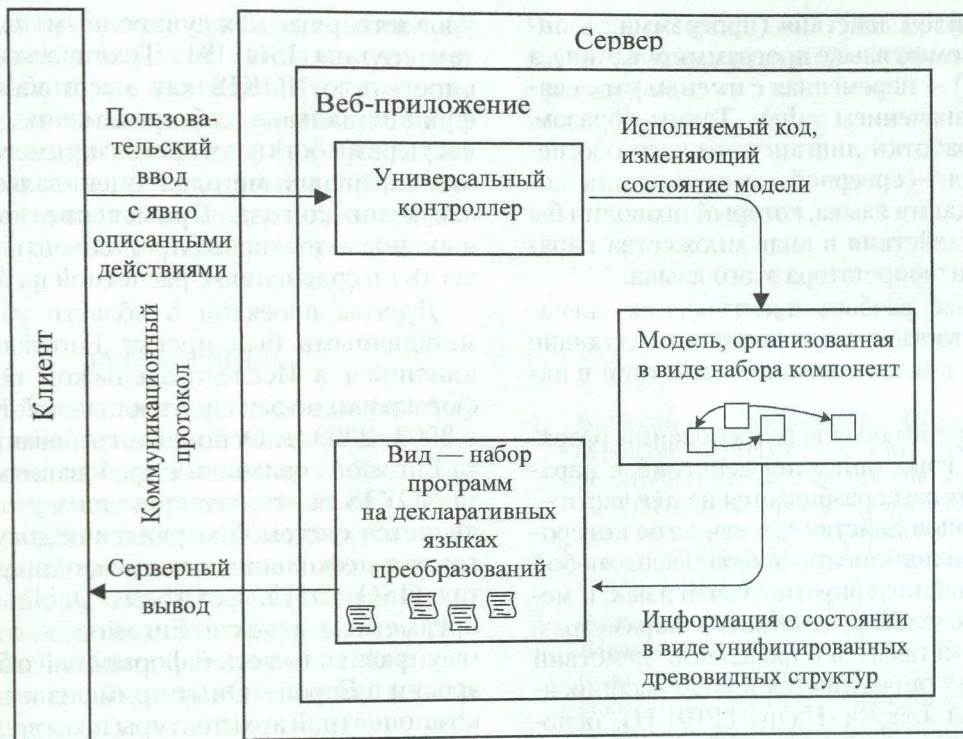 Сервер
Веб-приложение
Пользова-
тельский
ввод
с явно
описанными
действиями
Универсальный
контроллер
Исполняемый код,
изменяющий
состояние модели
Клиент
Коммуникационный
протокол
Модель, организованная
в виде набора компонент
Вид — набор
программ
на декларативных
языках
преобразований
Серверный
вывод
Информация о состоянии
в виде унифицированных
древовидных структур